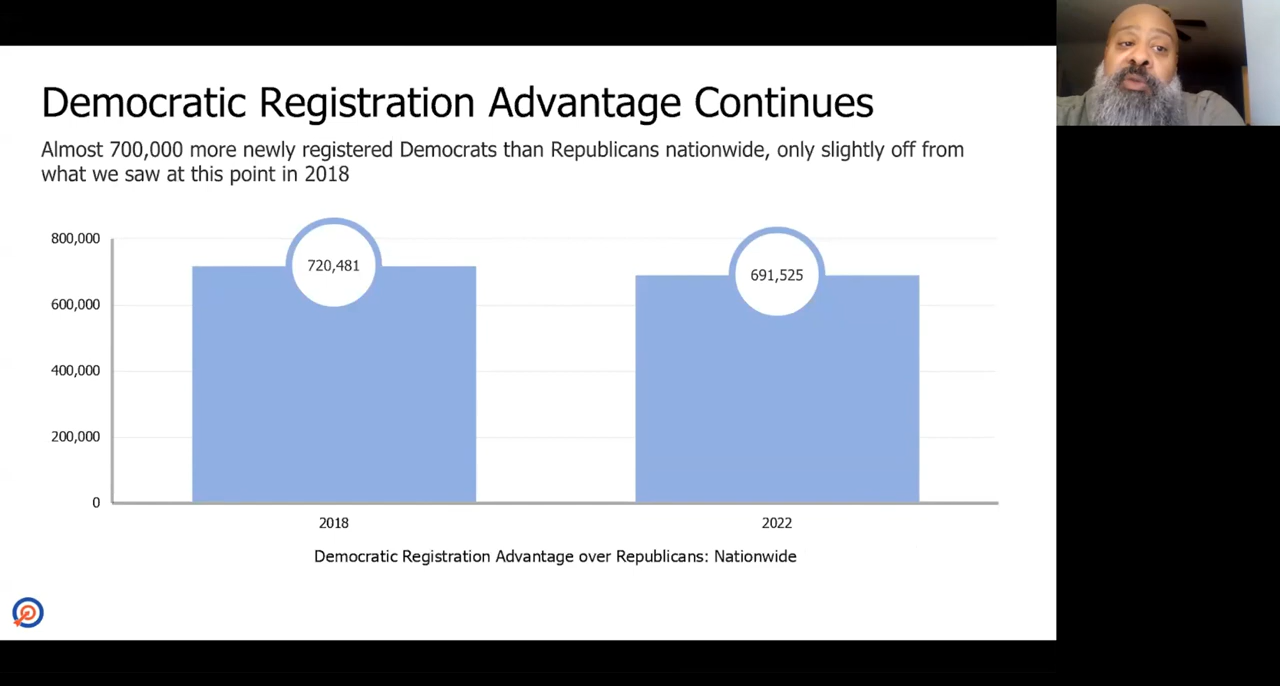 Democratic Registration Advantage Continues
Almost 700,000 more newly registered Democrats than Republicans nationwide, only slightly off from
what we saw at this point in 2018
800,000
720,481
691,525
600,000
400,000
200,000
0
2018
2022
Democratic Registration Advantage over Republicans: Nationwide